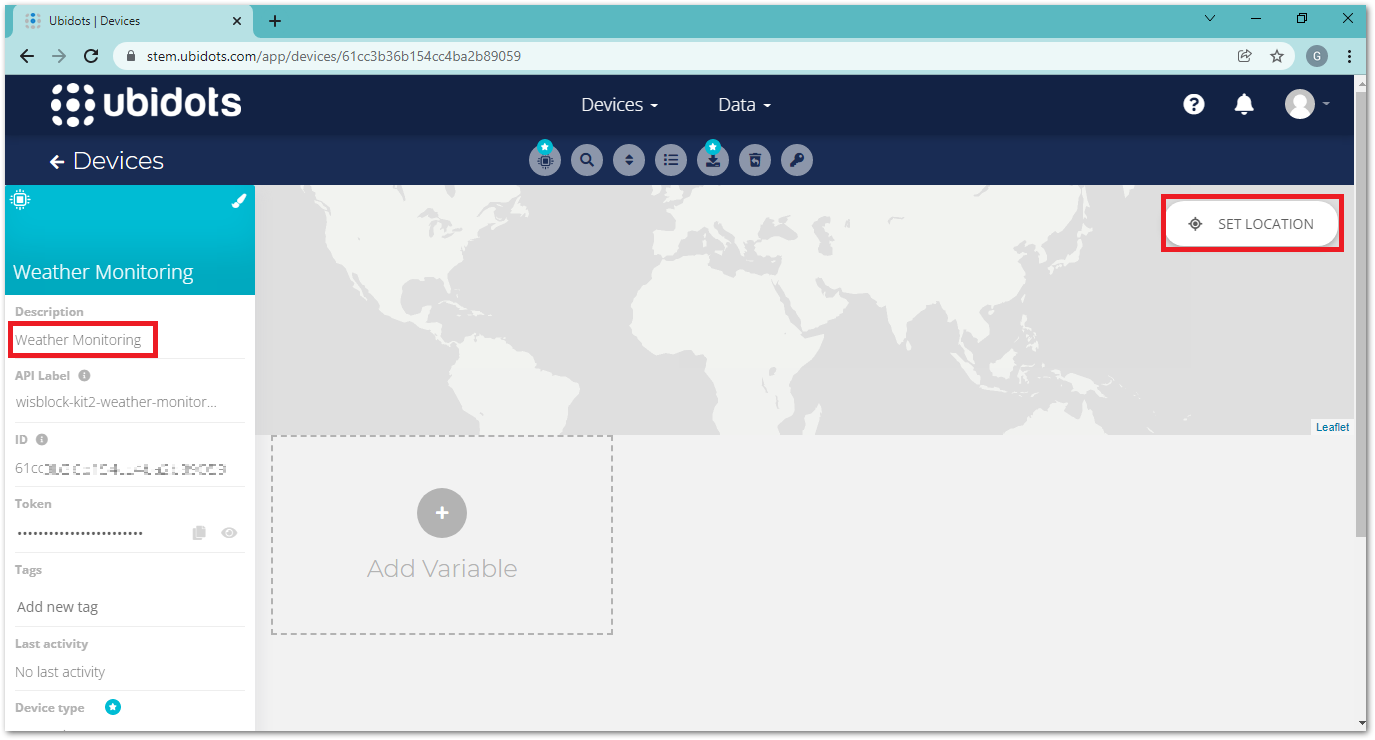 Ubidots | Devices
stem.ubidots.com/app/devices/61cc3b36b154cc4ba2b89059
G
ubidots
Devices
Data
Devices
Weather Monitoring
SET LOCATION
Description
Weather Monitoring
API Label
wisblock-kit2-weather-monitor...
Leaflet
ID
61cc
Token
Add Variable
Tags
Add new tag
Last activity
No last activity
Device type